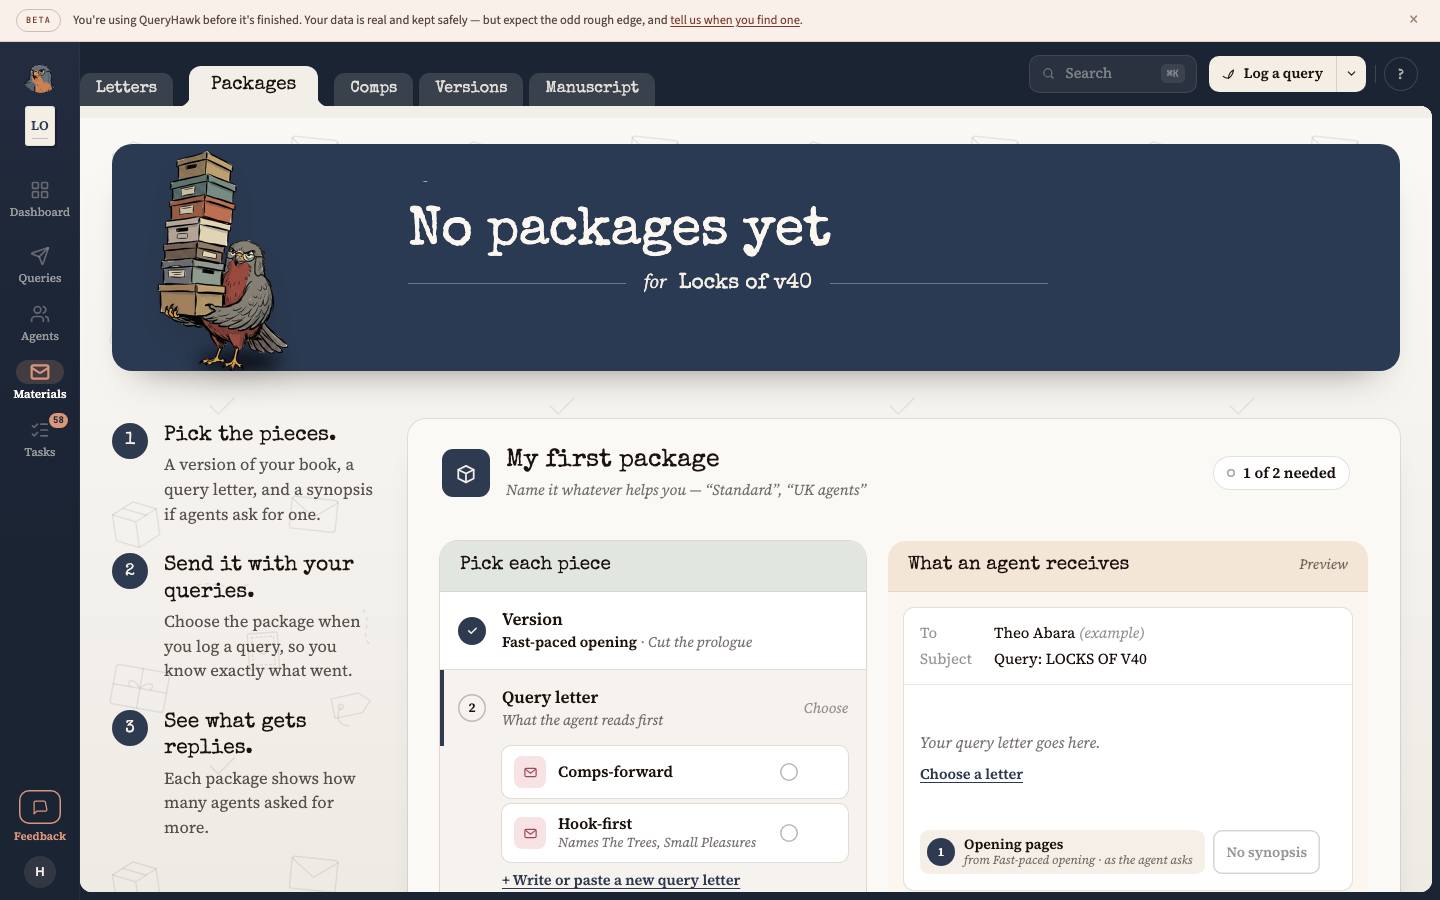 BETA
You're using QueryHawk before it's finished. Your data is real and kept safely — but expect the odd rough edge, and tell us when you find one.
×
LO
Dashboard
Queries
Agents
Materials
58
Tasks
Feedback
H
Letters
Packages
Comps
Versions
Manuscript
Search
⌘K
Log a query
?
No packages yet
for Locks of v40
1
Pick the pieces.
A version of your book, a
query letter, and a synopsis
if agents ask for one.
2
Send it with your
queries.
Choose the package when
you log a query, so you
know exactly what went.
3
See what gets
replies.
Each package shows how
many agents asked for
more.
My first package
Name it whatever helps you — “Standard”, “UK agents”
1 of 2 needed
Pick each piece
Version
Fast-paced opening · Cut the prologue
2
Query letter
What the agent reads first
Choose
Comps-forward
Hook-first
Names The Trees, Small Pleasures
+ Write or paste a new query letter
What an agent receives
Preview
To Theo Abara (example)
Subject Query: LOCKS OF V40
Your query letter goes here.
Choose a letter
1
Opening pages
from Fast-paced opening · as the agent asks
No synopsis